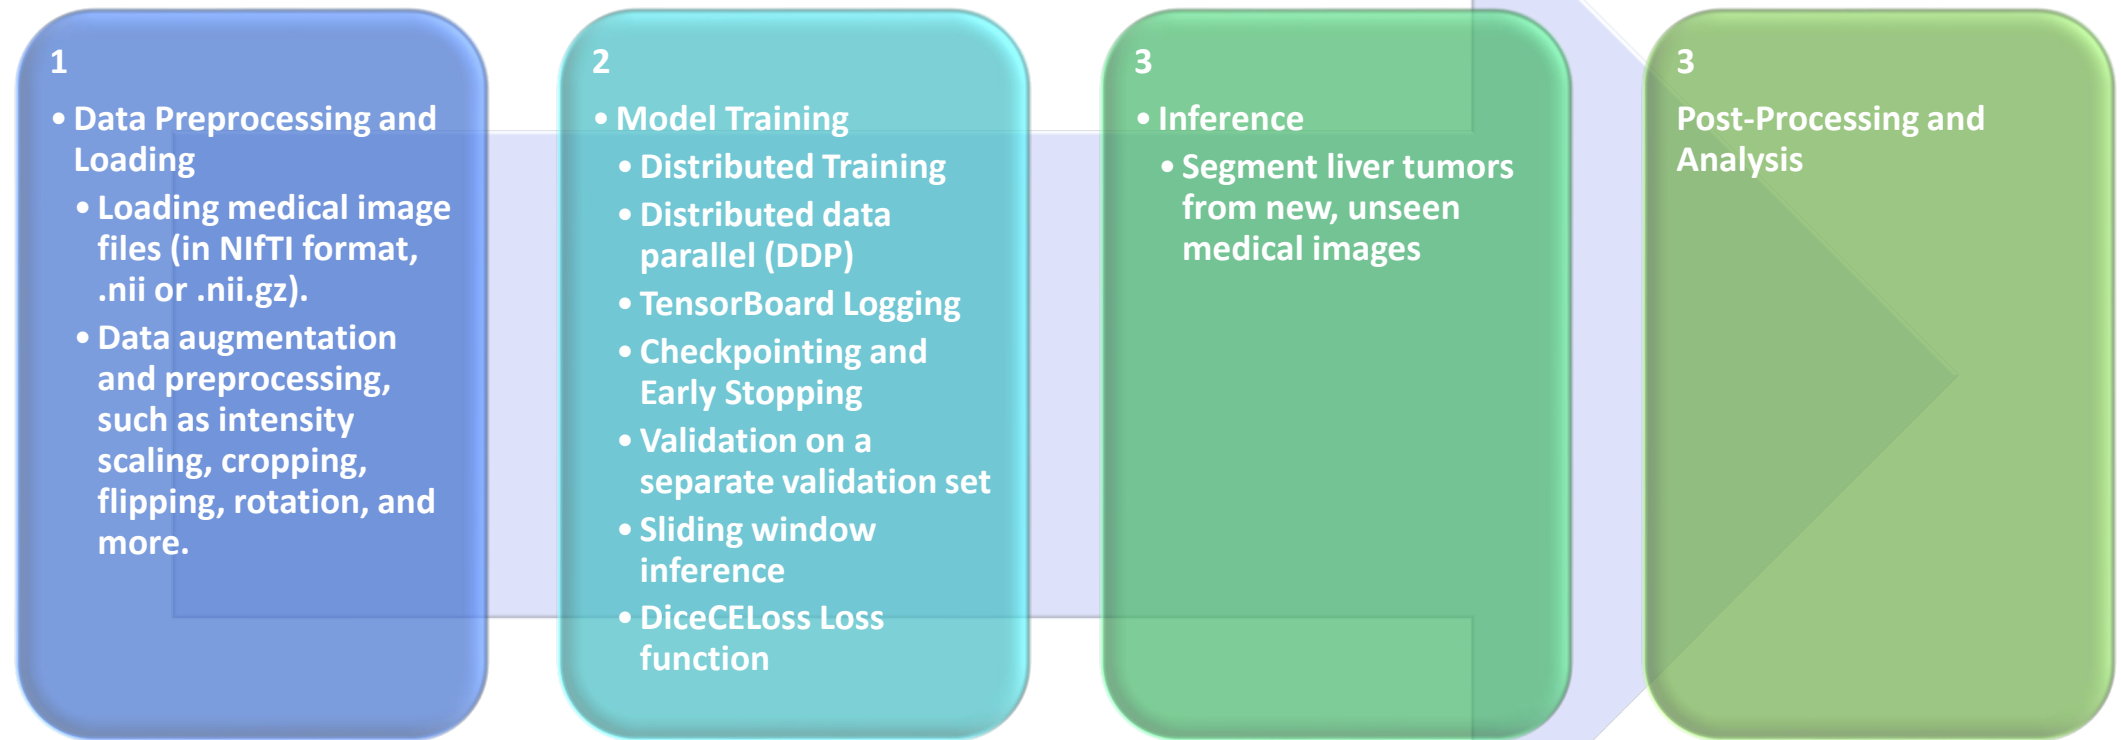 1
• Data Preprocessing and
Loading
• Loading medical image
files (in NIfTI format,
.nii or .nii.gz).
• Data augmentation
and preprocessing,
such as intensity
scaling, cropping,
flipping, rotation, and
more.
2
• Model Training
• Distributed Training
• Distributed data
parallel (DDP)
• TensorBoard Logging
• Checkpointing and
Early Stopping
• Validation on a
separate validation set
• Sliding window
inference
• DiceCELoss Loss
function
3
• Inference
• Segment liver tumors
from new, unseen
medical images
3
Post-Processing and
Analysis